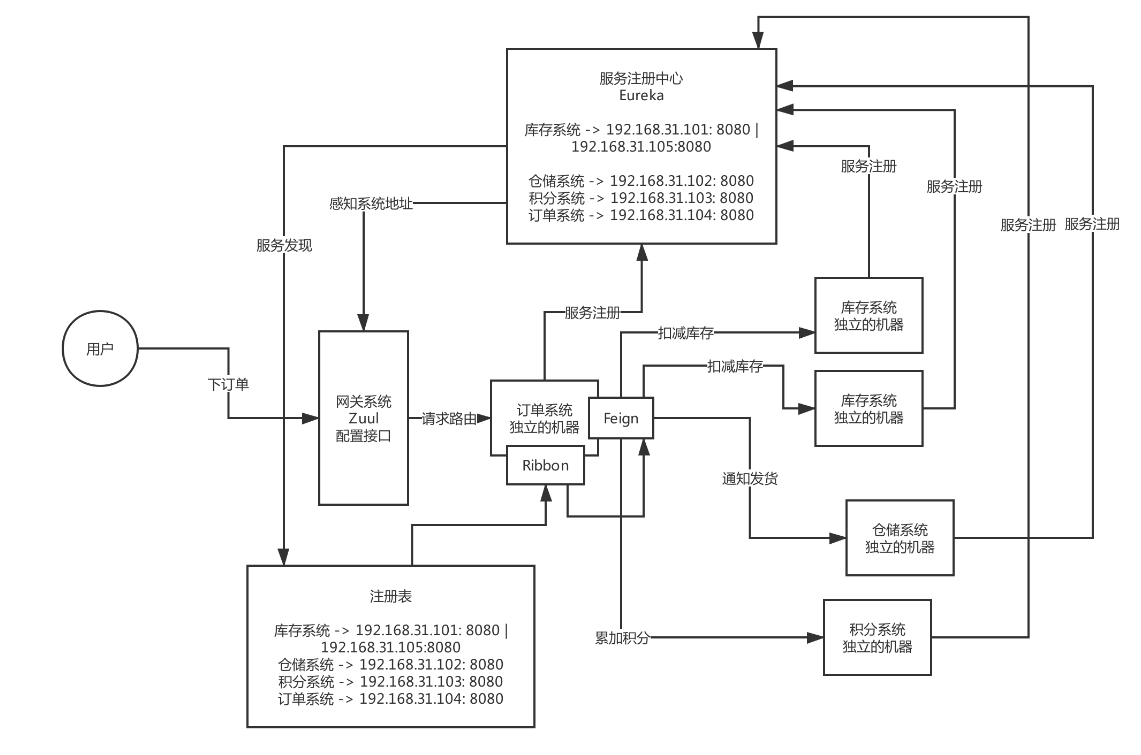 服务注册中心
Eureka
库存系统 -> 192.168.31.101: 8080 |
192.168.31.105:8080
仓储系统 -> 192.168.31.102: 8080
积分系统 -> 192.168.31.103: 8080
订单系统 -> 192.168.31.104: 8080
服务注册
服务注册
服务注册
服务注册
感知系统地址
服务发现
服务注册
库存系统
独立的机器
扣减库存
用户
下订单
网关系统
Zuul
配置接口
请求路由
订单系统
独立的机器
Feign
Ribbon
扣减库存
库存系统
独立的机器
通知发货
仓储系统
独立的机器
累加积分
积分系统
独立的机器
注册表
库存系统 -> 192.168.31.101: 8080 |
192.168.31.105:8080
仓储系统 -> 192.168.31.102: 8080
积分系统 -> 192.168.31.103: 8080
订单系统 -> 192.168.31.104: 8080